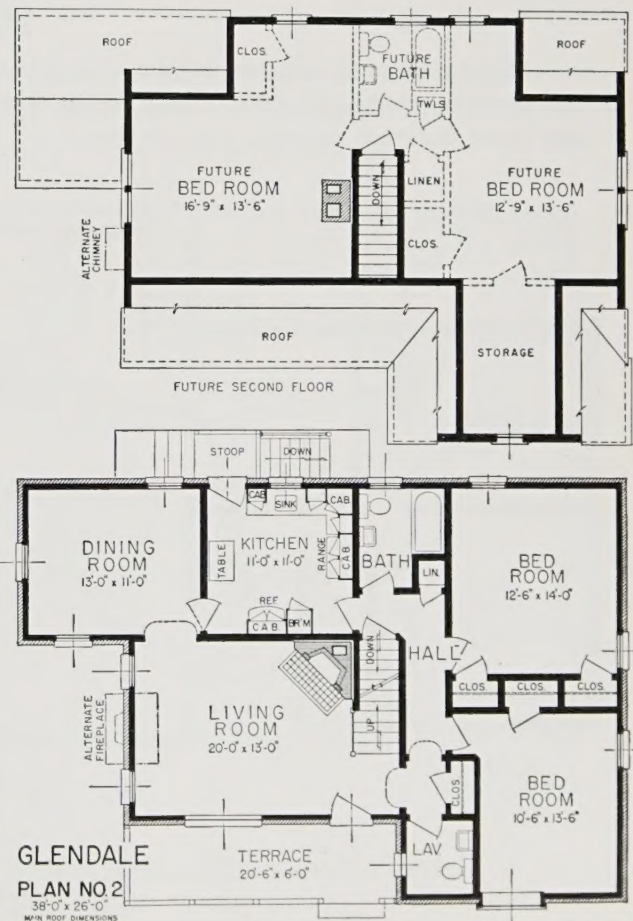 ROOF
CLOS.
FUTURE
BATH
ROOF
TWLS.
FUTURE
BED ROOM
16'-9" x 13'-6"
DOWN
LINEN
FUTURE
BED ROOM
12'-9" x 13'-6"
CLOS.
ALTERNATE
CHIMNEY
ROOF
STORAGE
FUTURE SECOND FLOOR
STOOP
DOWN
CAB.
SINK
CAB.
DINING
ROOM
13'-0" x 11'-0"
TABLE
KITCHEN
11'-0" x 11'-0"
RANGE
CAB.
BATH
LIN.
BED
ROOM
12'-6" x 14'-0"
REF.
CAB.
BR'M
DOWN
HALL
UP
CLOS.
CLOS.
CLOS.
ALTERNATE
FIREPLACE
LIVING
ROOM
20'-0" x 13'-0"
CLOS.
BED
ROOM
10'-6" x 13'-6"
LAV.
TERRACE
20'-6" x 6'-0"
GLENDALE
PLAN NO. 2
38'-0" x 26'-0"
MAIN ROOF DIMENSIONS